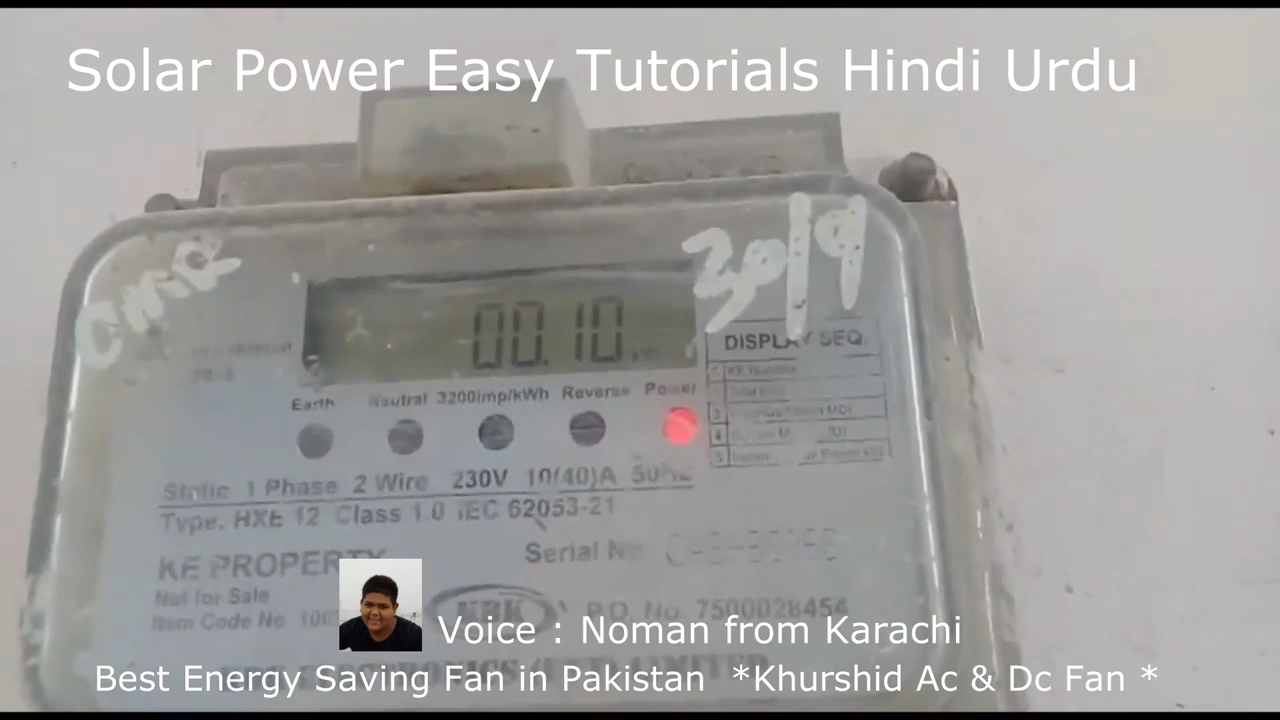 Solar Power Easy Tutorials Hindi Urdu
CMR
30/9
00.10
DISPLAY SEQ.
Earth Neutral 3200imp/kWh Reverse Power
Static 1 Phase 2 Wire 230V 10(40)A 50Hz
Type. HXE 12 Class 1.0 IEC 62053-21
KE PROPERTY
Serial No
Not for Sale
Item Code No
P.O. No. 7500028454
Voice : Noman from Karachi
Best Energy Saving Fan in Pakistan *Khurshid Ac & Dc Fan *